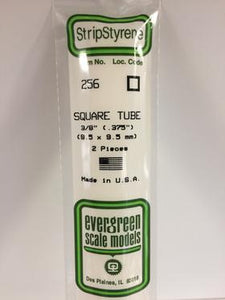 StripStyrene
Item No. Loc. Code
256
SQUARE TUBE
3/8" (.375")
(9.5 x 9.5 mm)
2 Pieces
Made in U.S.A.
evergreen
scale models
Des Plaines, IL 60018